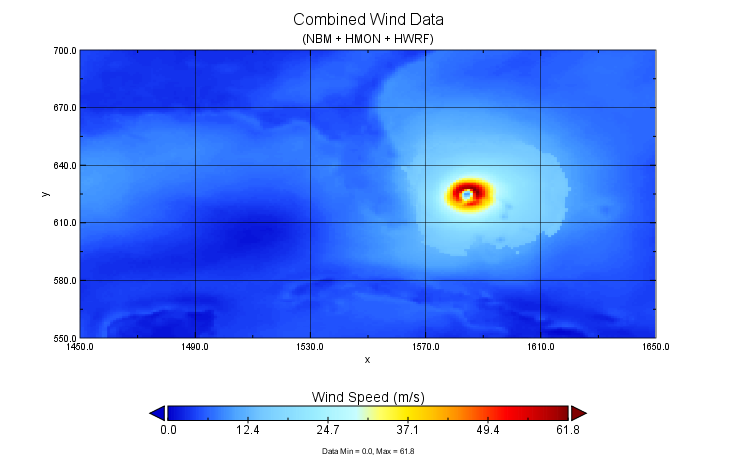 Combined Wind Data
(NBM + HMON + HWRF)
700.0
670.0
640.0
y
610.0
580.0
550.0
1450.0 1490.0 1530.0 1570.0 1610.0 1650.0
x
Wind Speed (m/s)
0.0 12.4 24.7 37.1 49.4 61.8
Data Min = 0.0, Max = 61.8